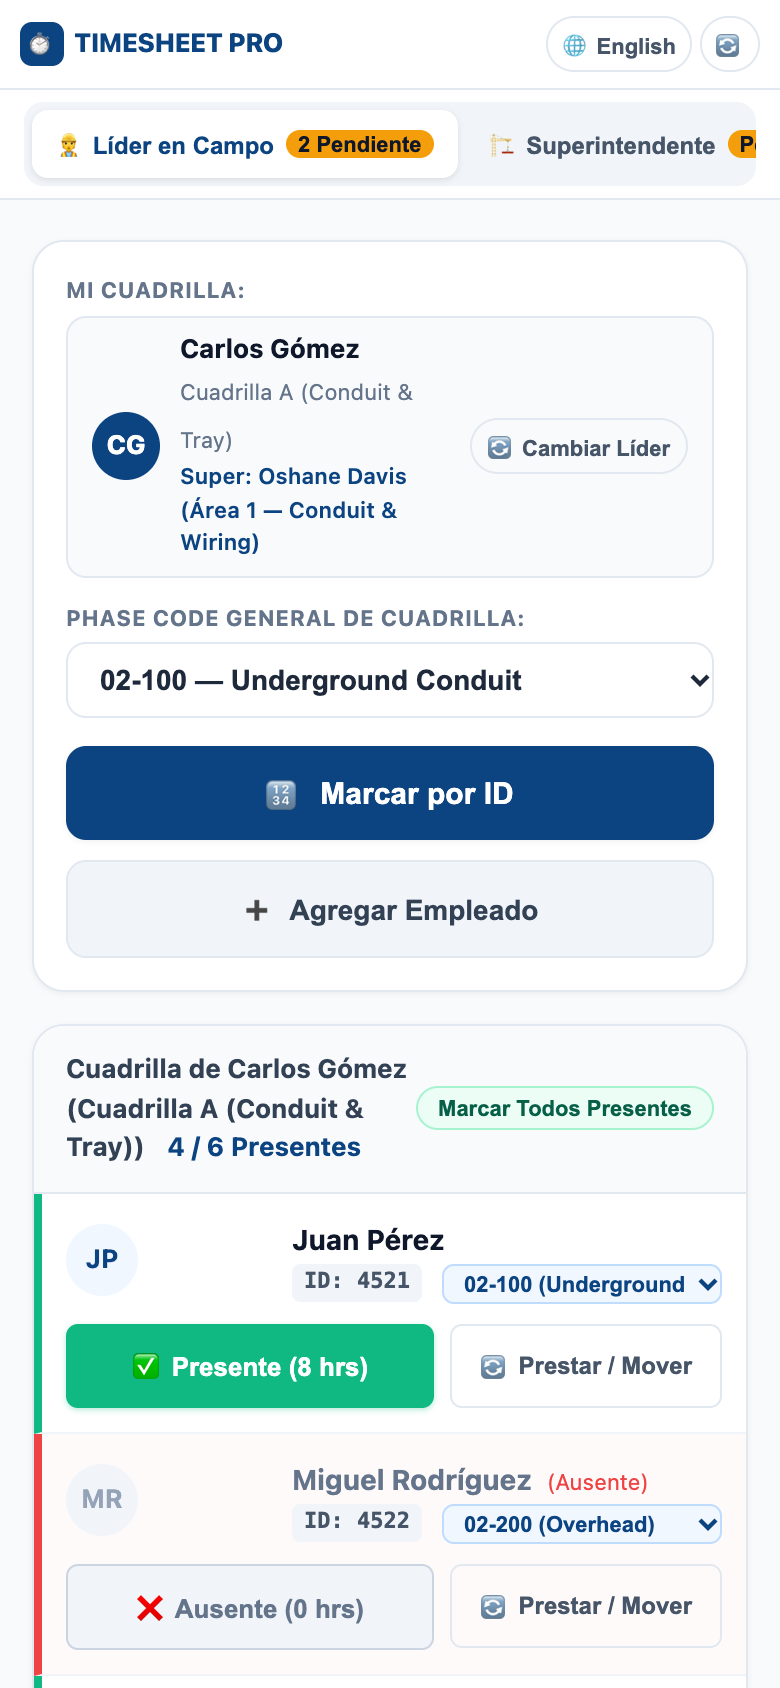 TIMESHEET PRO
English
Líder en Campo 2 Pendiente
Superintendente
MI CUADRILLA:
Carlos Gómez
Cuadrilla A (Conduit &
Tray)
Super: Oshane Davis
(Área 1 — Conduit &
Wiring)
CG
Cambiar Líder
PHASE CODE GENERAL DE CUADRILLA:
02-100 — Underground Conduit
Marcar por ID
Agregar Empleado
Cuadrilla de Carlos Gómez
(Cuadrilla A (Conduit &
Tray)) 4 / 6 Presentes
Marcar Todos Presentes
JP
Juan Pérez
ID: 4521
02-100 (Underground
Presente (8 hrs)
Prestar / Mover
MR
Miguel Rodríguez (Ausente)
ID: 4522
02-200 (Overhead)
Ausente (0 hrs)
Prestar / Mover